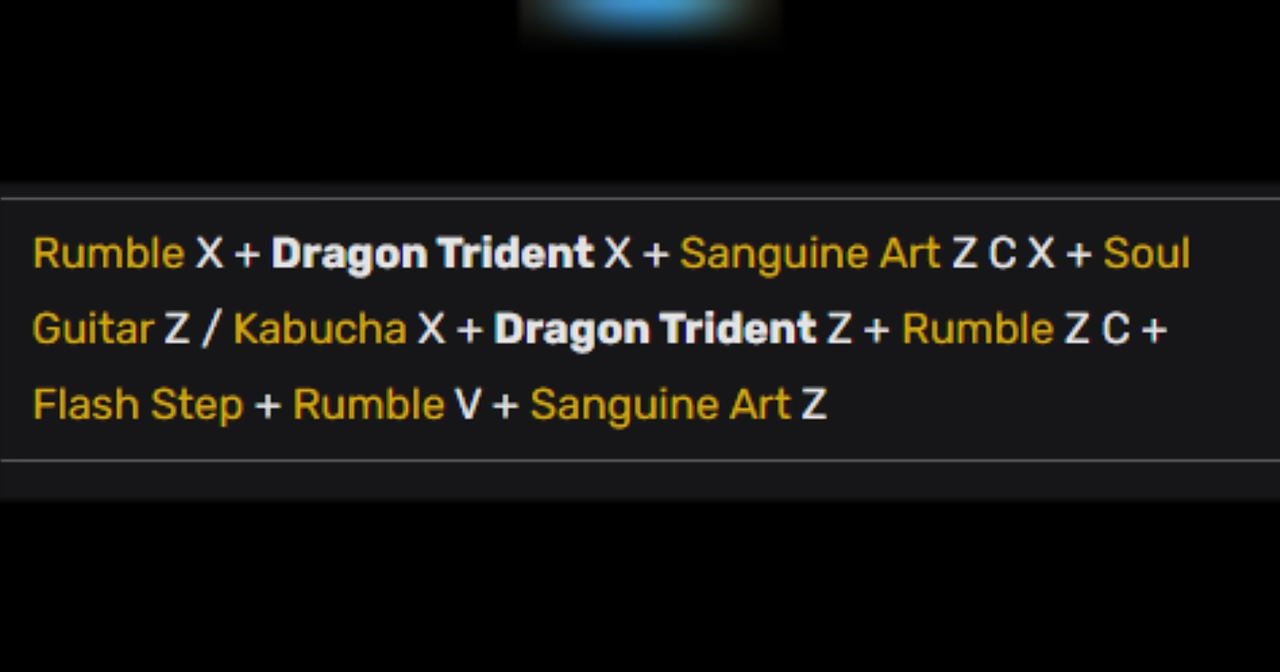 Rumble X + Dragon Trident X + Sanguine Art Z C X + Soul
Guitar Z / Kabucha X + Dragon Trident Z + Rumble Z C +
Flash Step + Rumble V + Sanguine Art Z